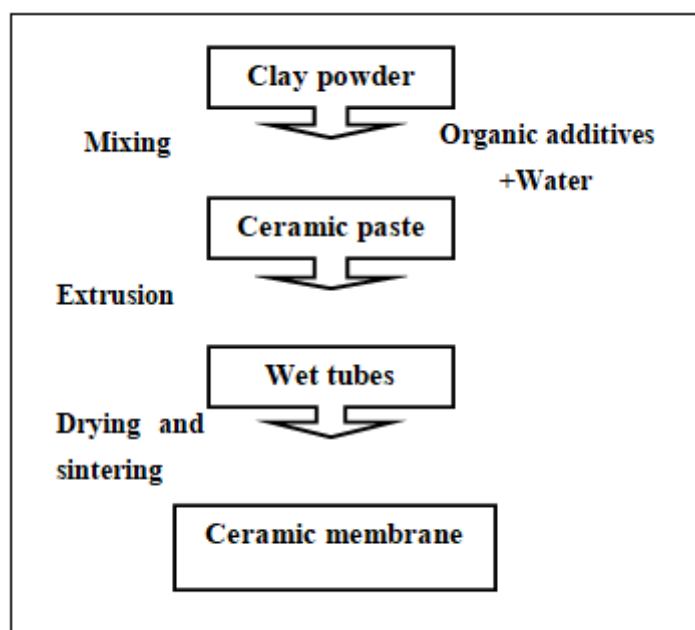 Clay powder
Mixing
Organic additives
+Water
Ceramic paste
Extrusion
Wet tubes
Drying and
sintering
Ceramic membrane